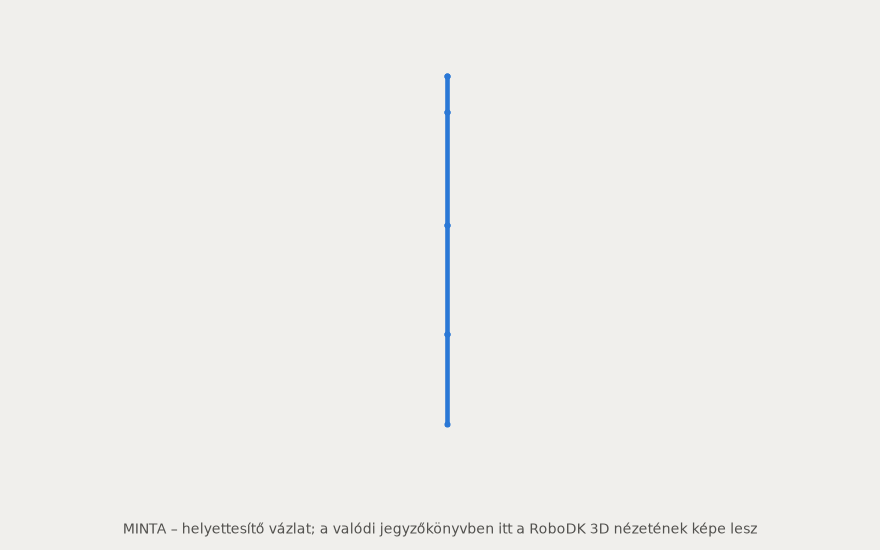 MINTA – helyettesítő vázlat; a valódi jegyzőkönyvben itt a RoboDK 3D nézetének képe lesz